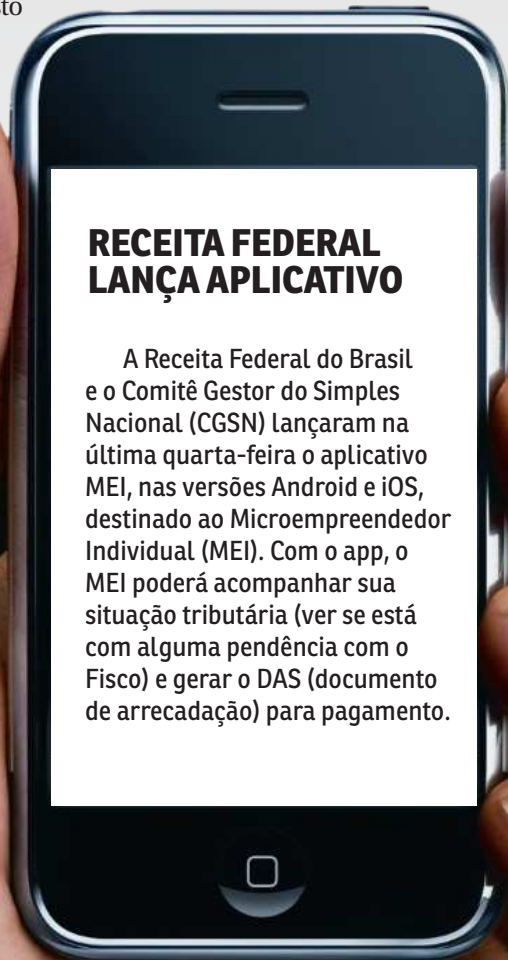 RECEITA FEDERAL
LANÇA APLICATIVO
A Receita Federal do Brasil
e o Comitê Gestor do Simples
Nacional (CGSN) lançaram na
última quarta-feira o aplicativo
MEI, nas versões Android e iOS,
destinado ao Microempreendedor
Individual (MEI). Com o app, o
MEI poderá acompanhar sua
situação tributária (ver se está
com alguma pendência com o
Fisco) e gerar o DAS (documento
de arrecadação) para pagamento.